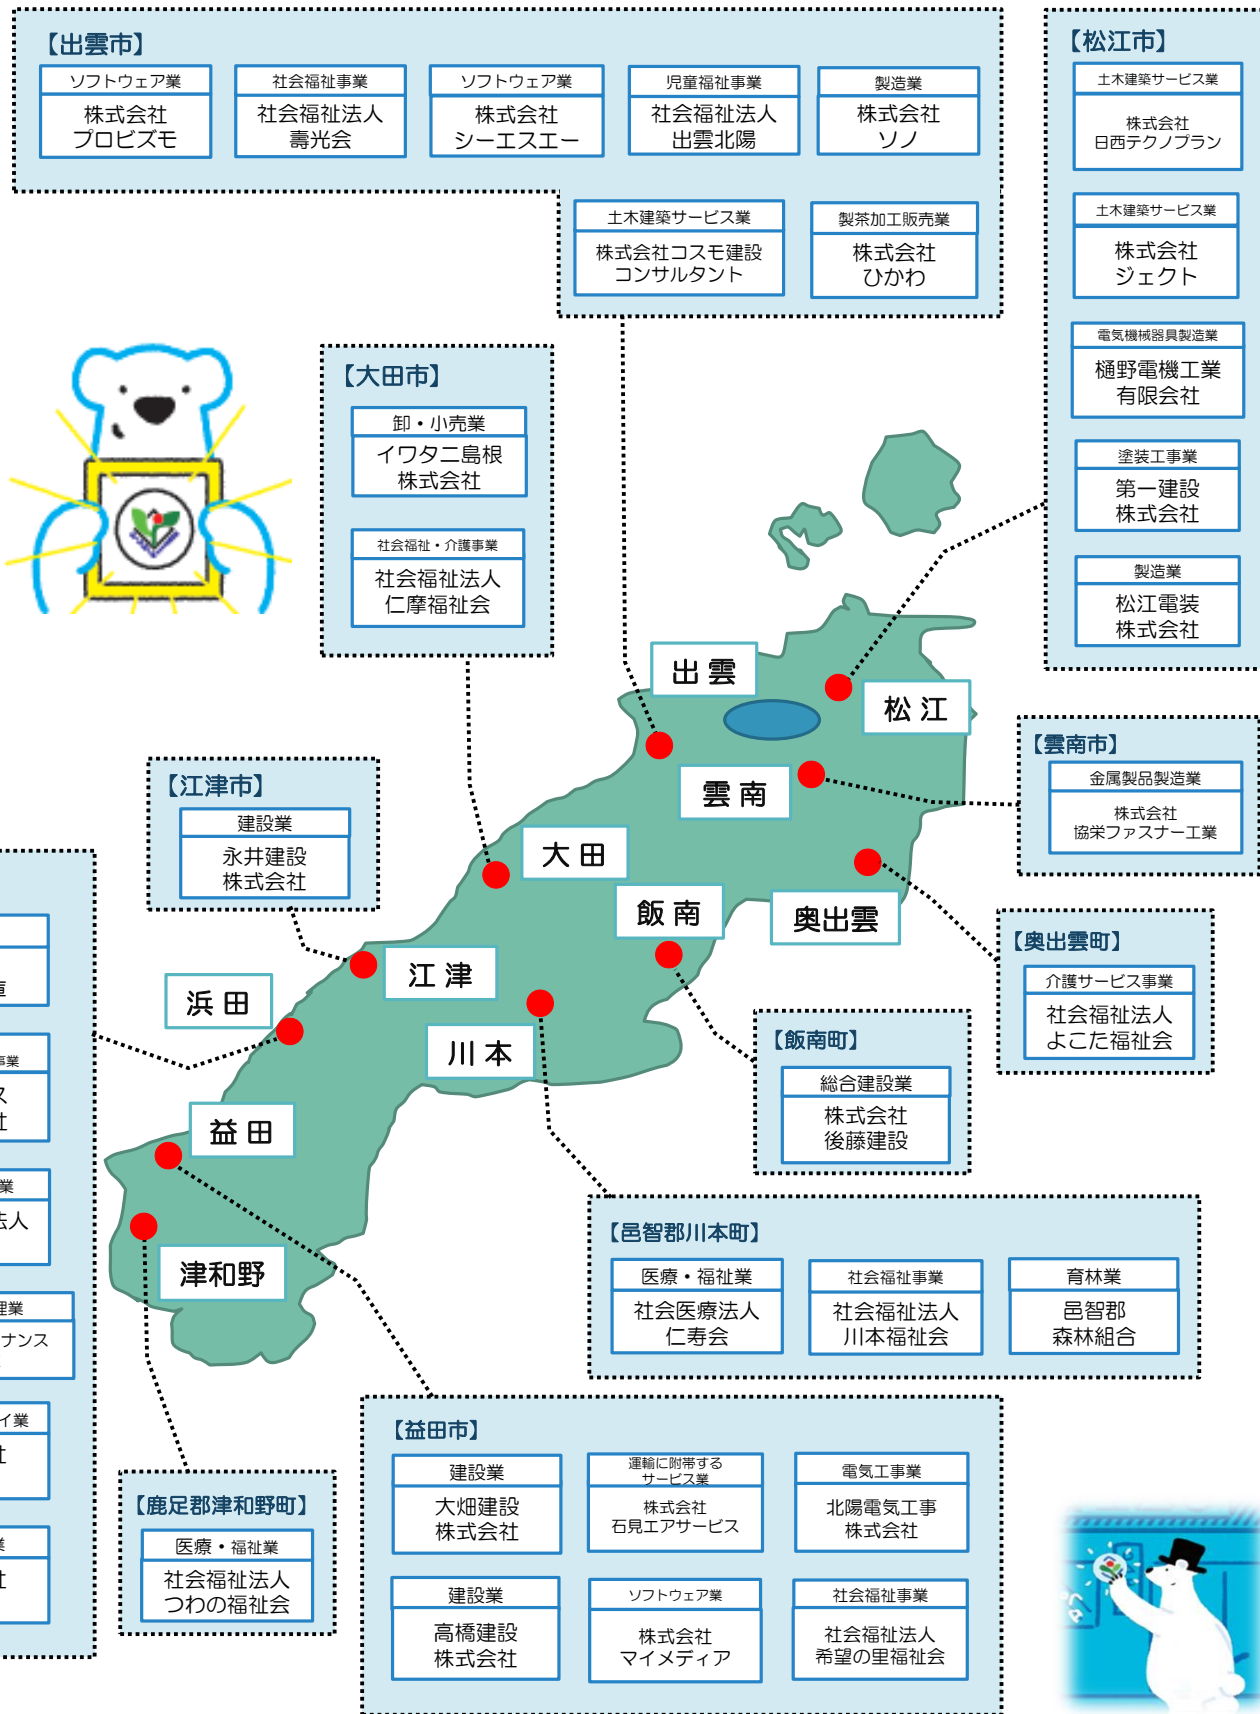 【出雲市】
ソフトウェア業
株式会社
プロビズモ
社会福祉事業
社会福祉法人
壽光会
ソフトウェア業
株式会社
シーエスエー
児童福祉事業
社会福祉法人
出雲北陽
製造業
株式会社
ソノ
土木建築サービス業
株式会社コスモ建設
コンサルタント
製茶加工販売業
株式会社
ひかわ
【松江市】
土木建築サービス業
株式会社
日西テクノプラン
土木建築サービス業
株式会社
ジェクト
電気機械器具製造業
樋野電機工業
有限会社
塗装工事業
第一建設
株式会社
製造業
松江電装
株式会社
【大田市】
卸・小売業
イワタニ島根
株式会社
社会福祉・介護事業
社会福祉法人
仁摩福祉会
出雲
松江
雲南
大田
飯南
奥出雲
江津
浜田
川本
益田
津和野
【雲南市】
金属製品製造業
株式会社
協栄ファスナー工業
【江津市】
建設業
永井建設
株式会社
【奥出雲町】
介護サービス事業
社会福祉法人
よこた福祉会
【飯南町】
総合建設業
株式会社
後藤建設
【邑智郡川本町】
医療・福祉業
社会医療法人
仁寿会
社会福祉事業
社会福祉法人
川本福祉会
育林業
邑智郡
森林組合
事業
ス
社
業
法人
理業
ナンス
イ業
社
業
社
【鹿足郡津和野町】
医療・福祉業
社会福祉法人
つわの福祉会
【益田市】
建設業
大畑建設
株式会社
運輸に附帯する
サービス業
株式会社
石見エアサービス
電気工事業
北陽電気工事
株式会社
建設業
高橋建設
株式会社
ソフトウェア業
株式会社
マイメディア
社会福祉事業
社会福祉法人
希望の里福祉会